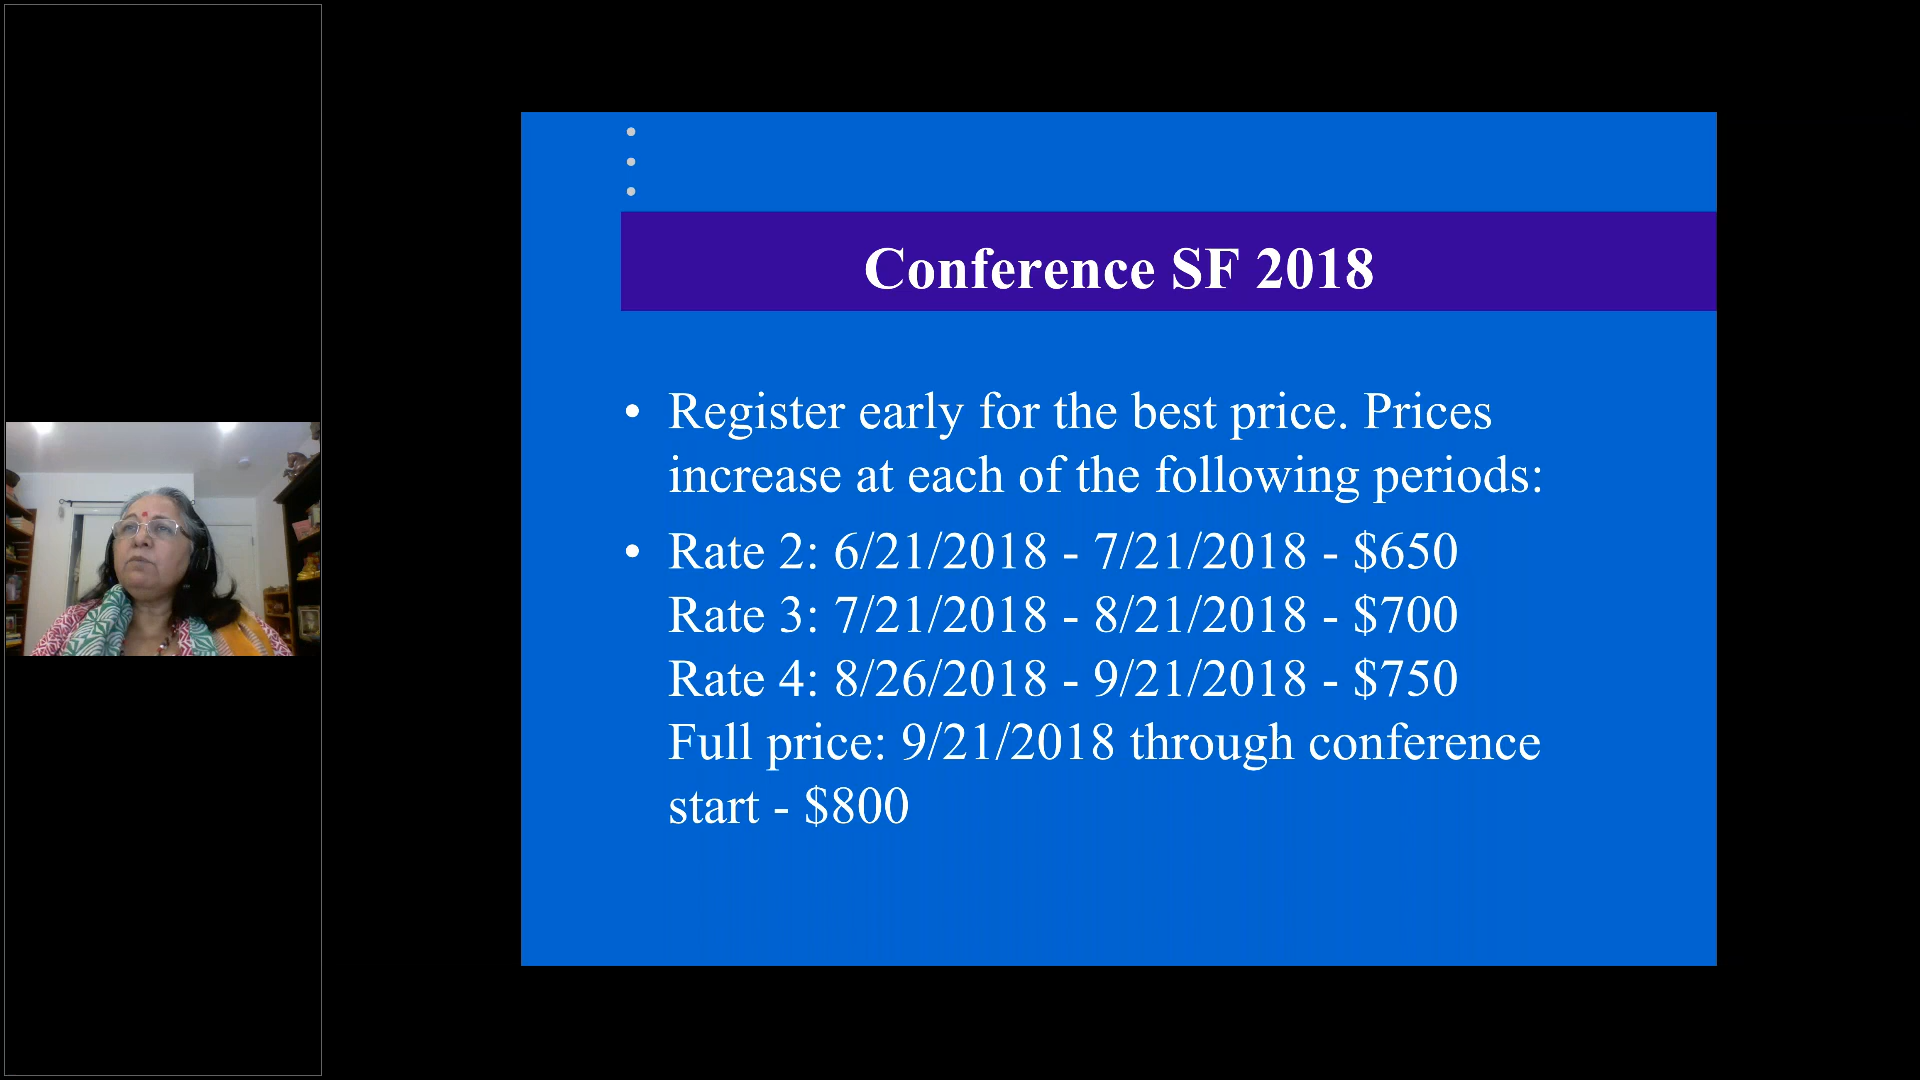 Conference SF 2018
• Register early for the best price. Prices
increase at each of the following periods:
• Rate 2: 6/21/2018 - 7/21/2018 - $650
Rate 3: 7/21/2018 - 8/21/2018 - $700
Rate 4: 8/26/2018 - 9/21/2018 - $750
Full price: 9/21/2018 through conference
start - $800